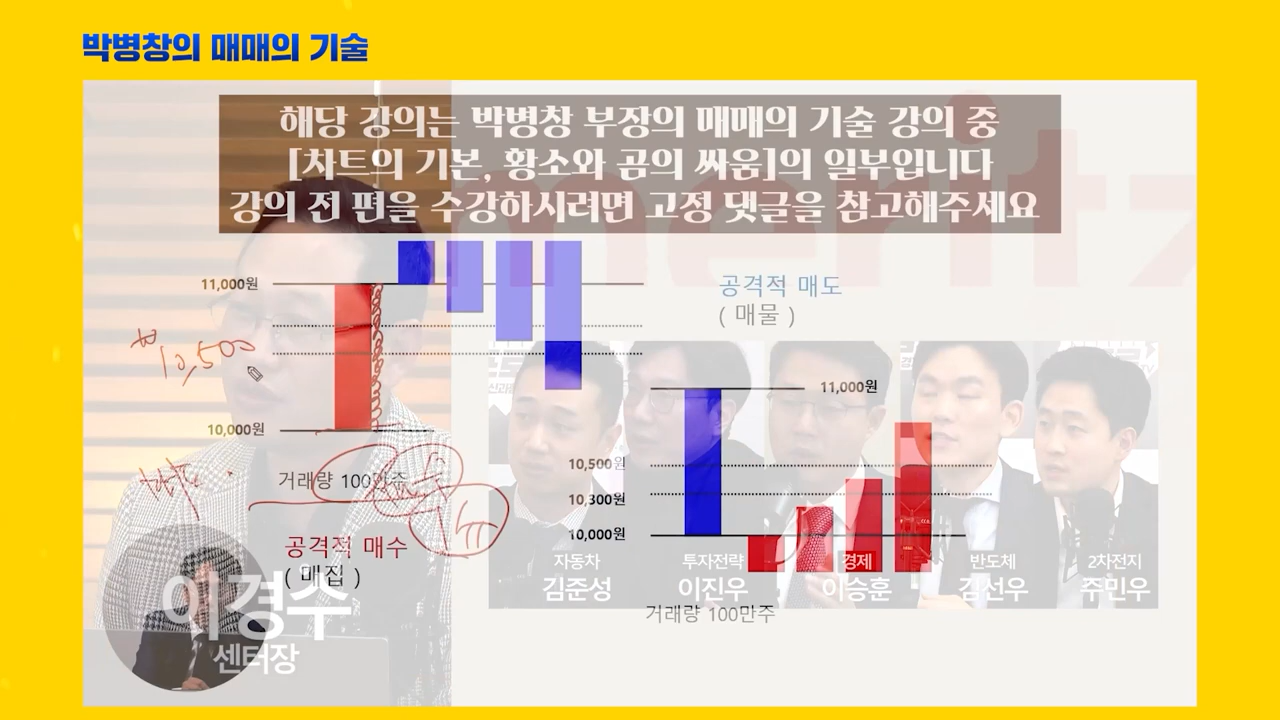 박병창의 매매의 기술
해당 강의는 박병창 부장의 매매의 기술 강의 중
[차트의 기본, 황소와 곰의 싸움]의 일부입니다
강의 전 편을 수강하시려면 고정 댓글을 참고해주세요
meritz
11,000원
공격적 매도
( 매물 )
₩
10,500
10,000원
11,000원
10,500원
10,300원
10,000원
거래량 100만주
공격적 매수
( 매집 )
자동차
김준성
투자전략
이진우
경제
이승훈
반도체
김선우
2차전지
주민우
거래량 100만주
이경수
센터장